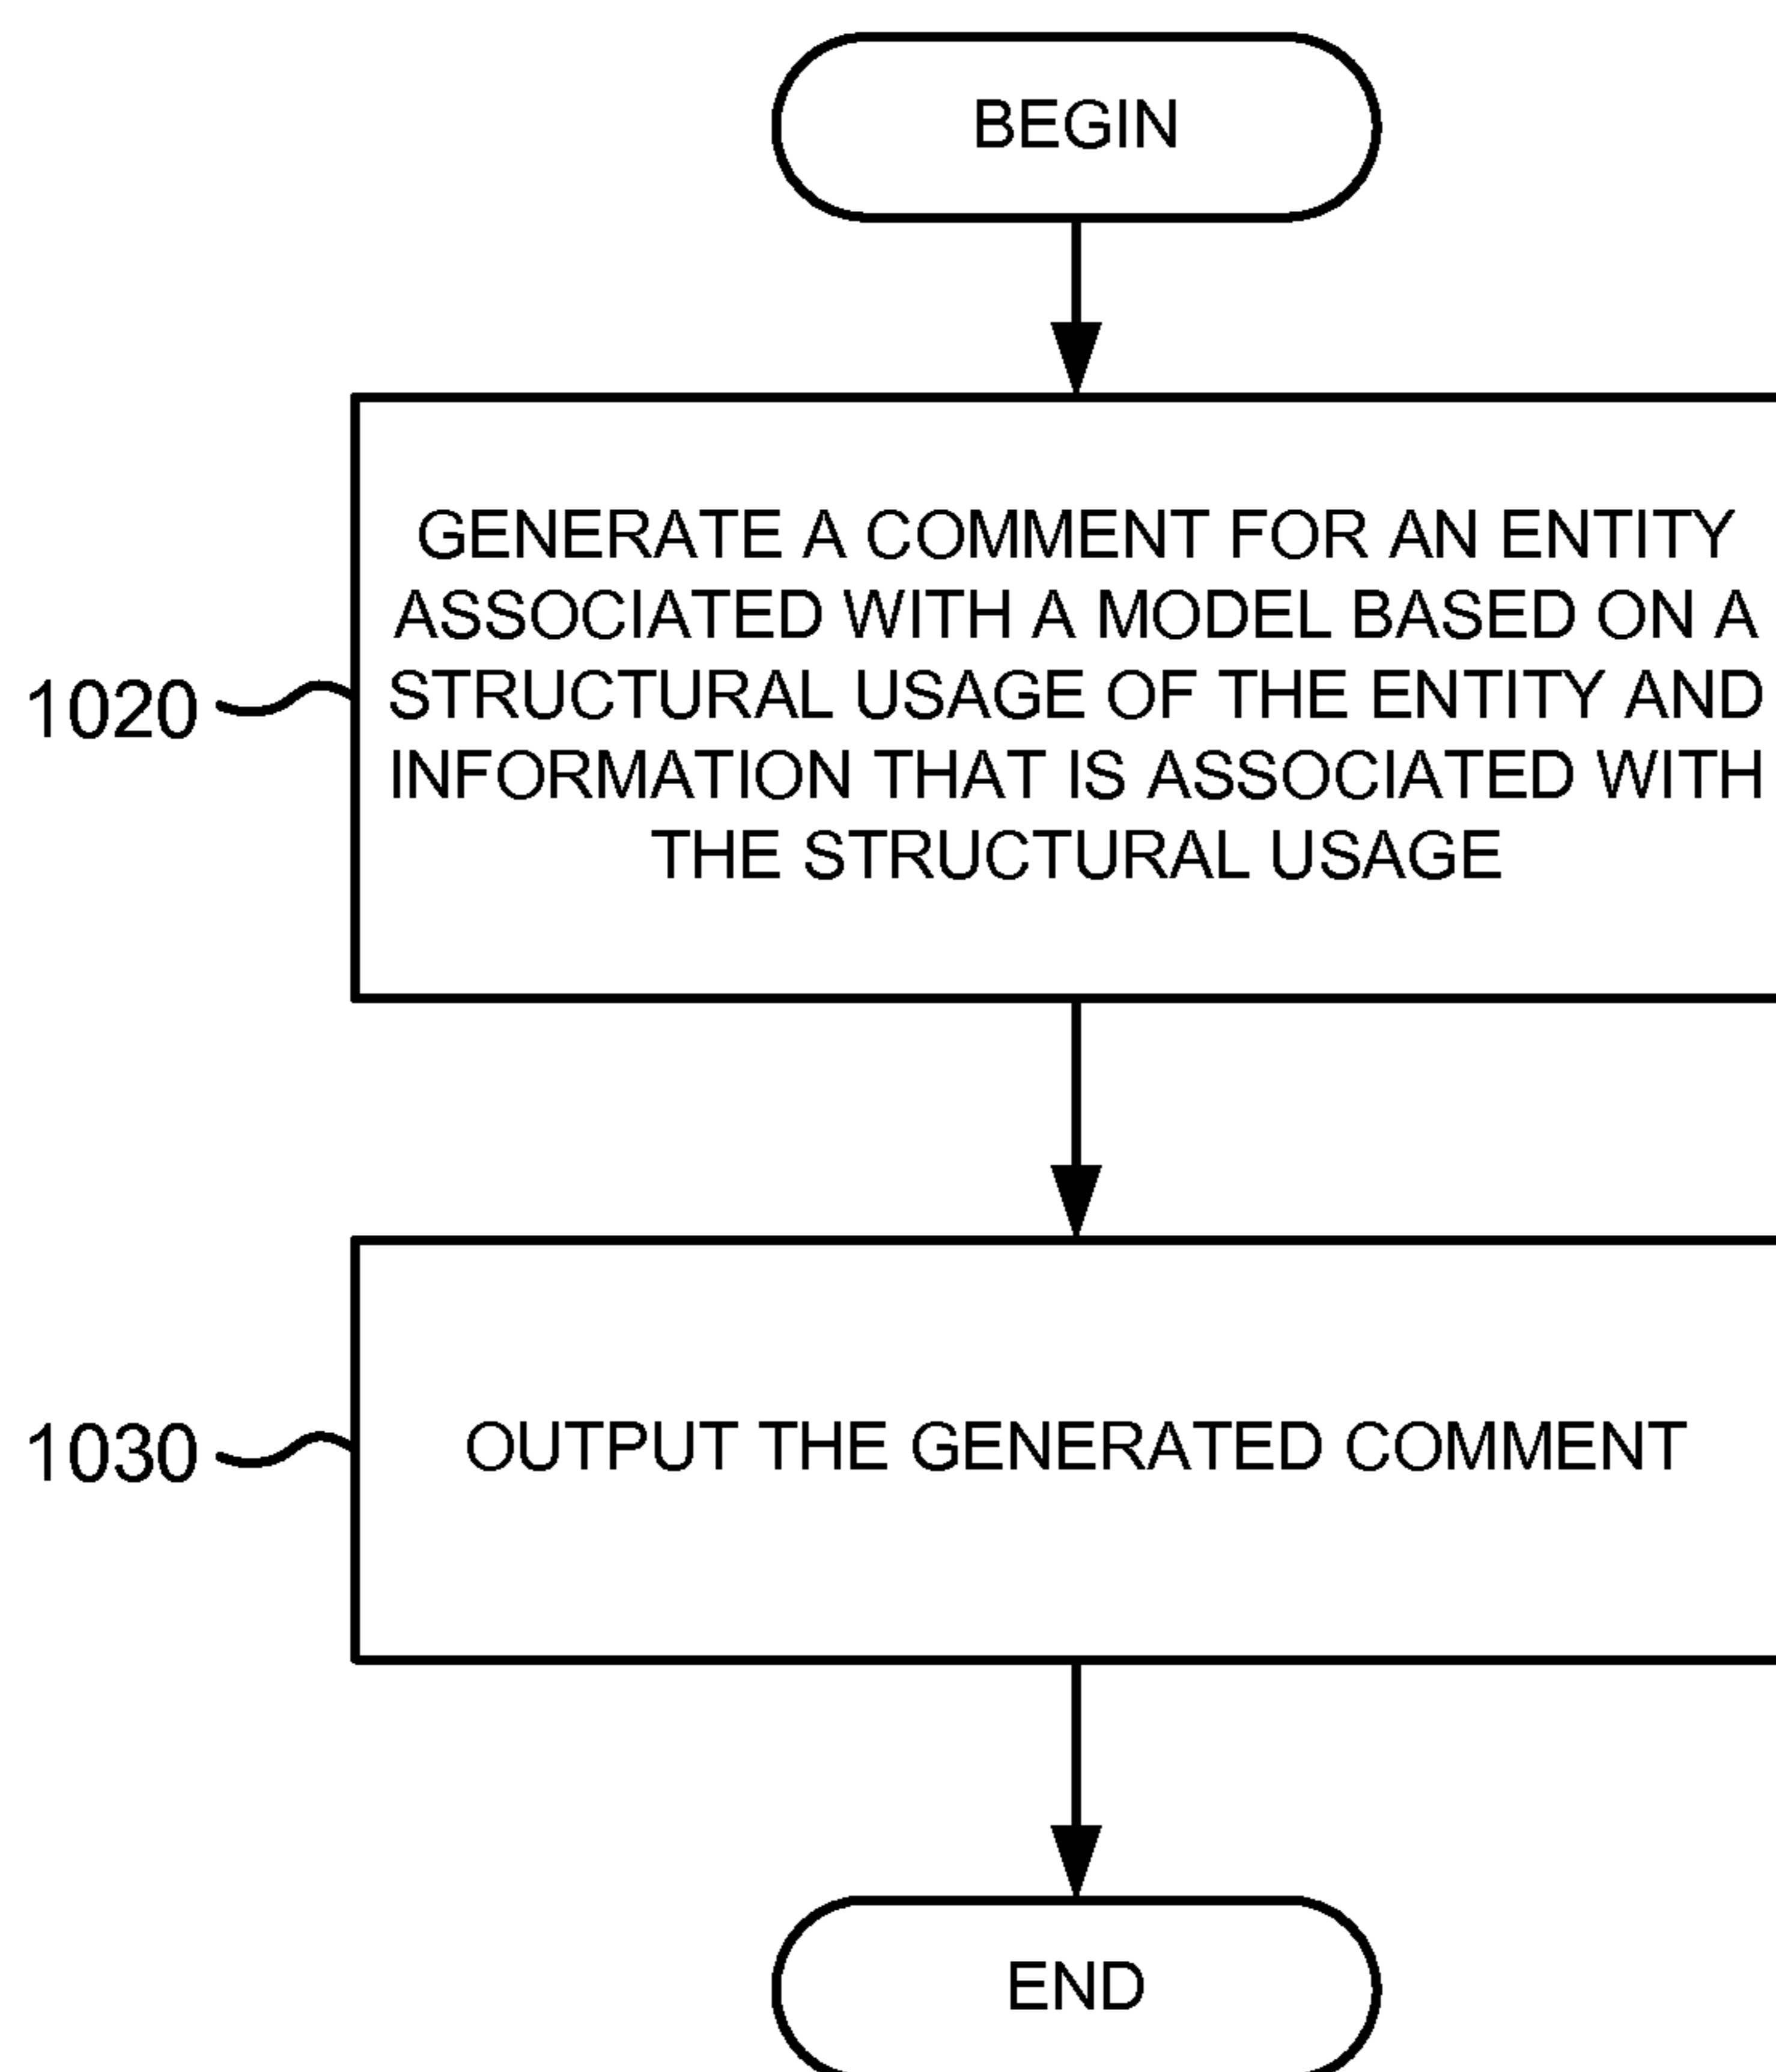 BEGIN
GENERATE A COMMENT FOR AN ENTITY
ASSOCIATED WITH A MODEL BASED ON A
STRUCTURAL USAGE OF THE ENTITY AND
1020
INFORMATION THAT IS ASSOCIATED WITH
THE STRUCTURAL USAGE
1030
OUTPUT THE GENERATED COMMENT
END